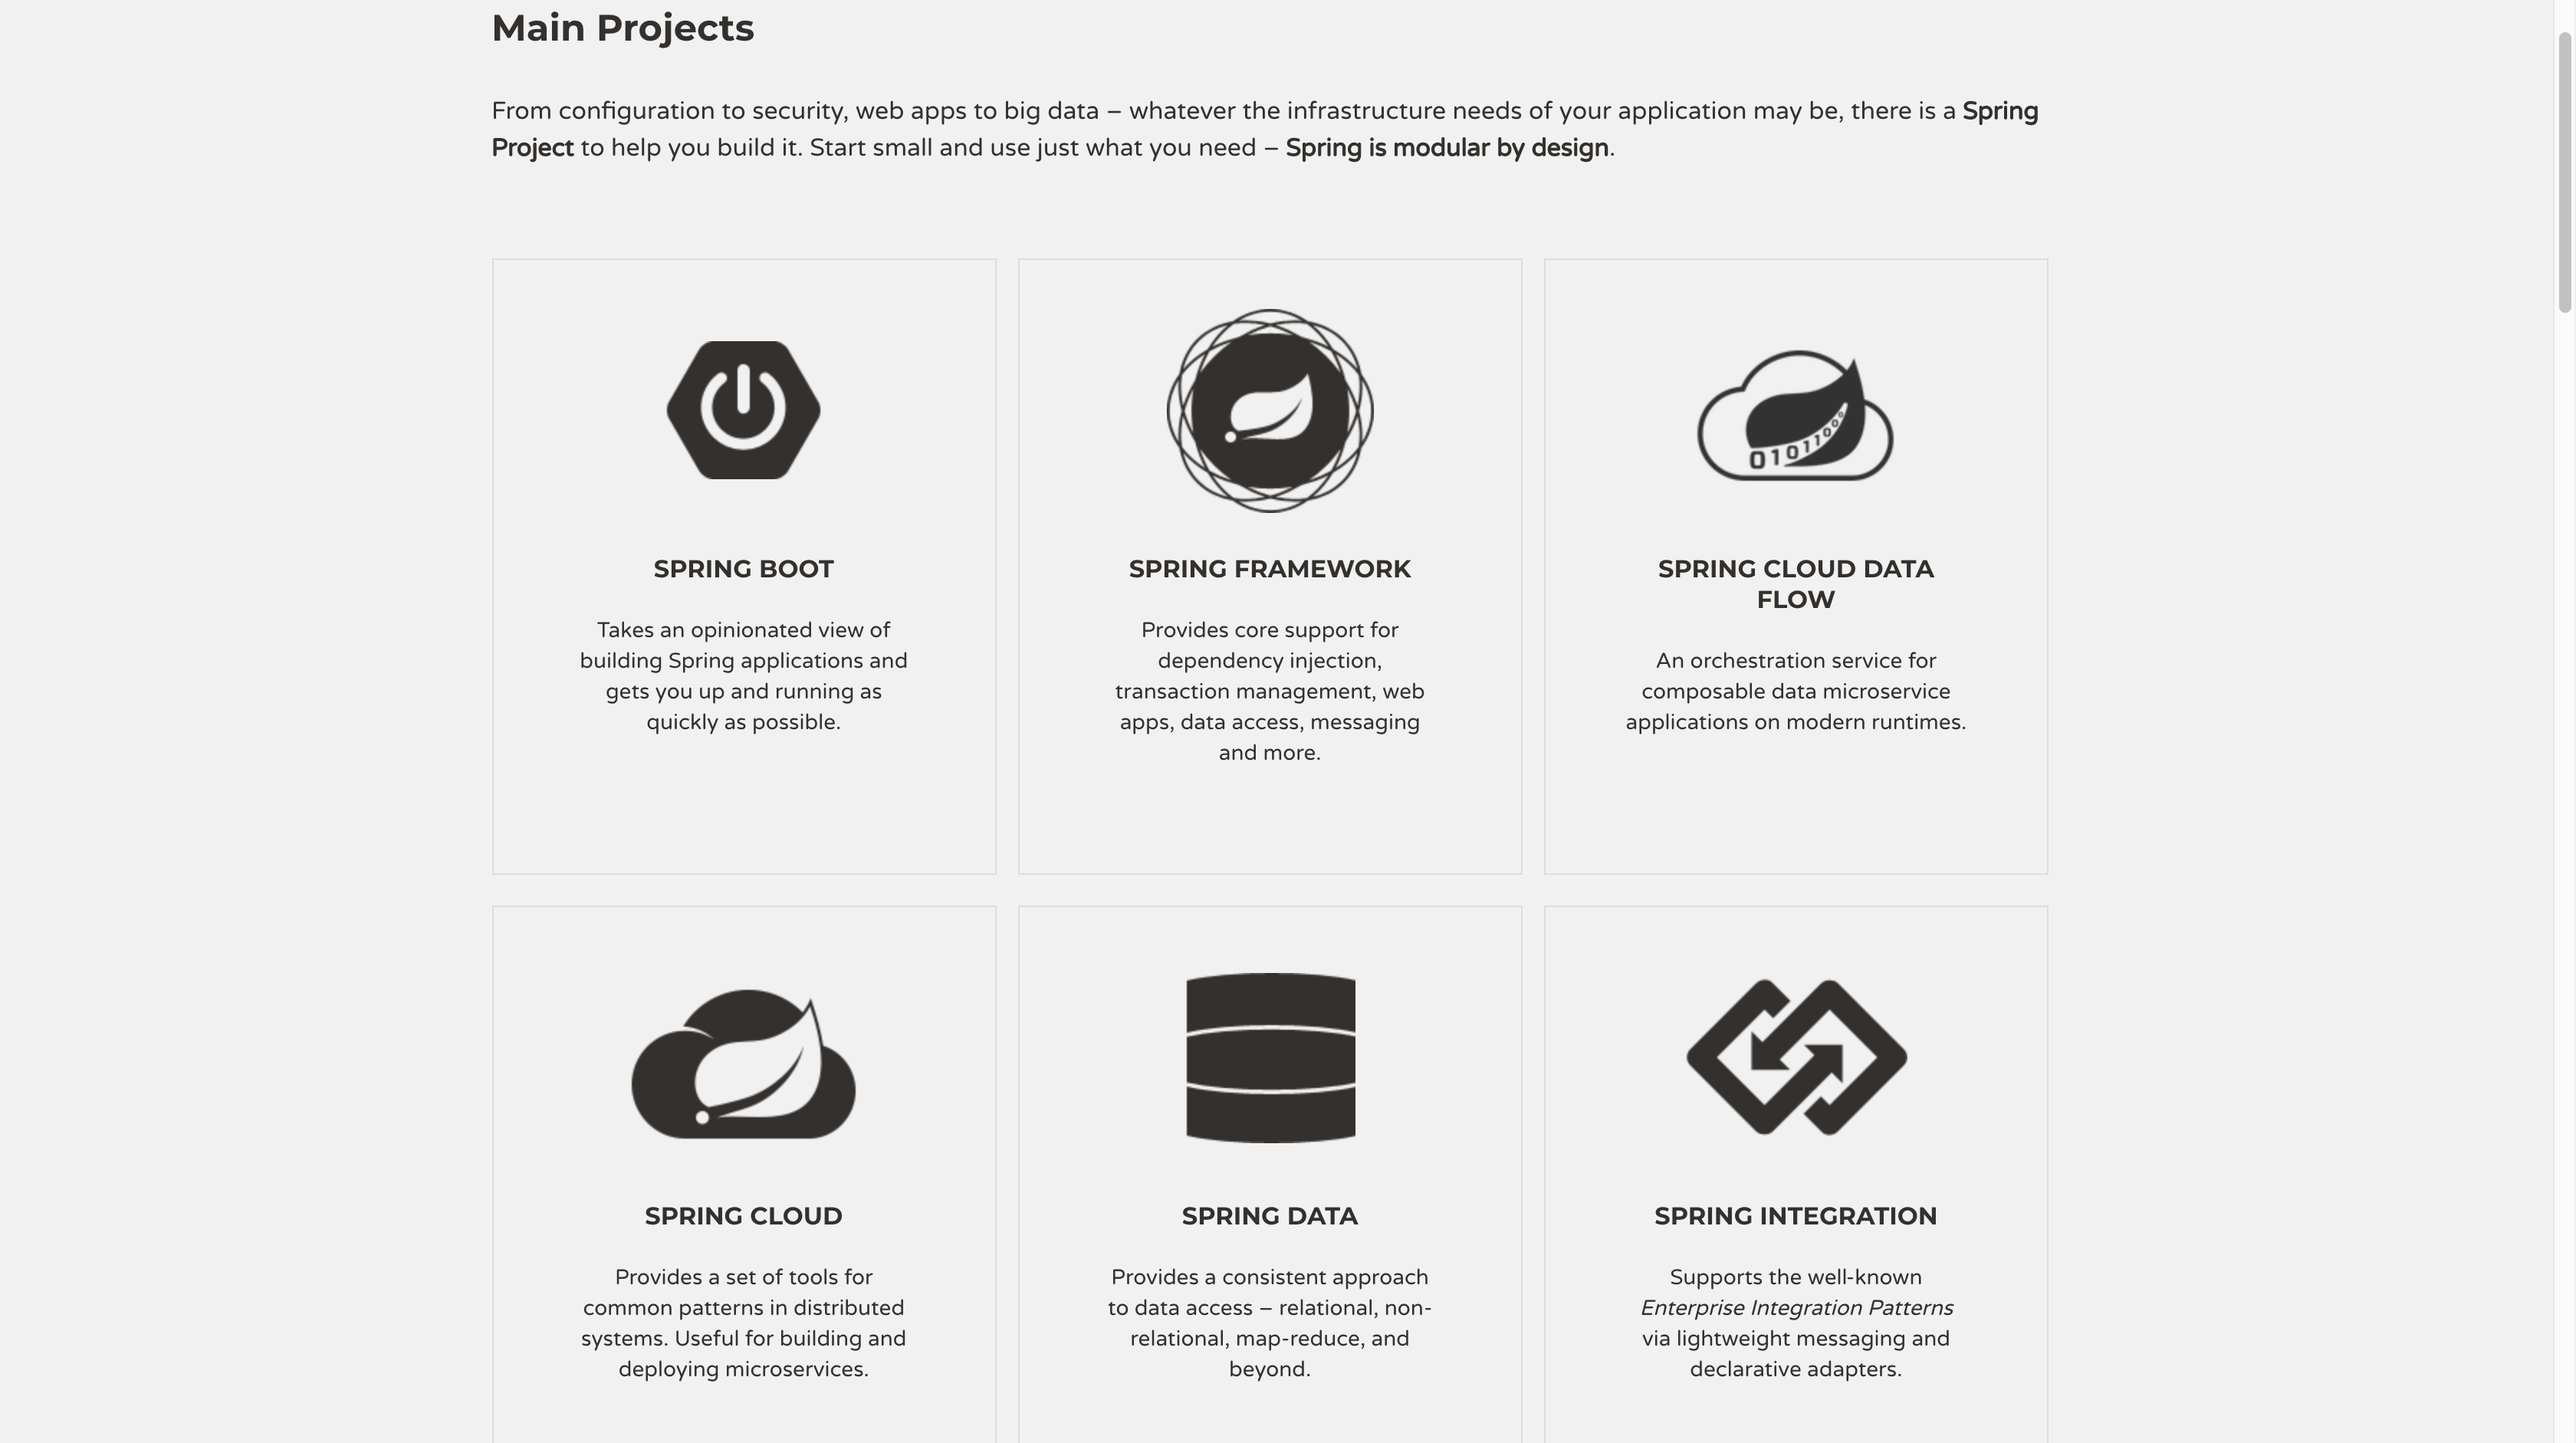 Main Projects
From configuration to security, web apps to big data – whatever the infrastructure needs of your application may be, there is a Spring
Project to help you build it. Start small and use just what you need – Spring is modular by design.
0101100
SPRING BOOT
Takes an opinionated view of
building Spring applications and
gets you up and running as
quickly as possible.
SPRING FRAMEWORK
Provides core support for
dependency injection,
transaction management, web
apps, data access, messaging
and more.
SPRING CLOUD DATA
FLOW
An orchestration service for
composable data microservice
applications on modern runtimes.
SPRING CLOUD
Provides a set of tools for
common patterns in distributed
systems. Useful for building and
deploying microservices.
SPRING DATA
Provides a consistent approach
to data access – relational, non-
relational, map-reduce, and
beyond.
SPRING INTEGRATION
Supports the well-known
Enterprise Integration Patterns
via lightweight messaging and
declarative adapters.